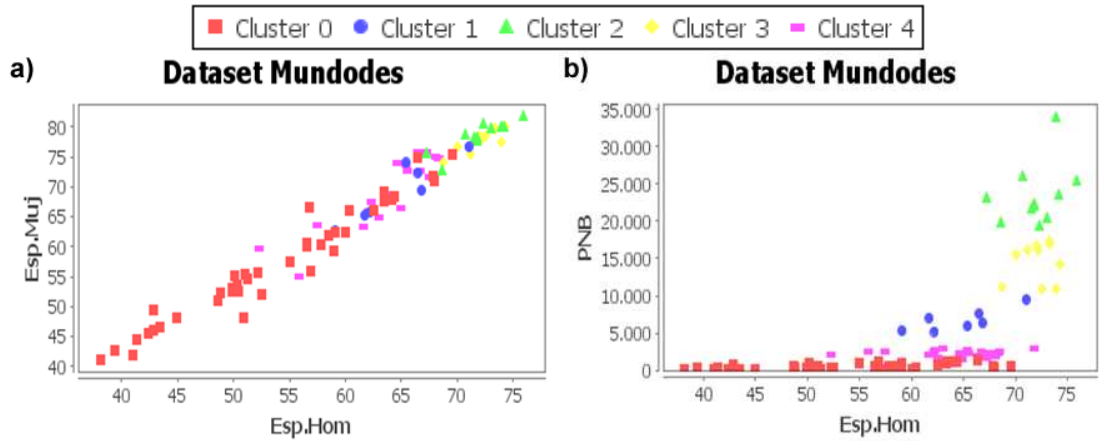 Cluster 0 Cluster 1 Cluster 2 Cluster 3 Cluster 4
a) Dataset Mundodes
80
75
70
65
60
55
50
45
40
Esp.Muj
40 45 50 55 60 65 70 75
Esp.Hom
b) Dataset Mundodes
35.000
30.000
25.000
20.000
15.000
10.000
5.000
0
PNB
40 45 50 55 60 65 70 75
Esp.Hom